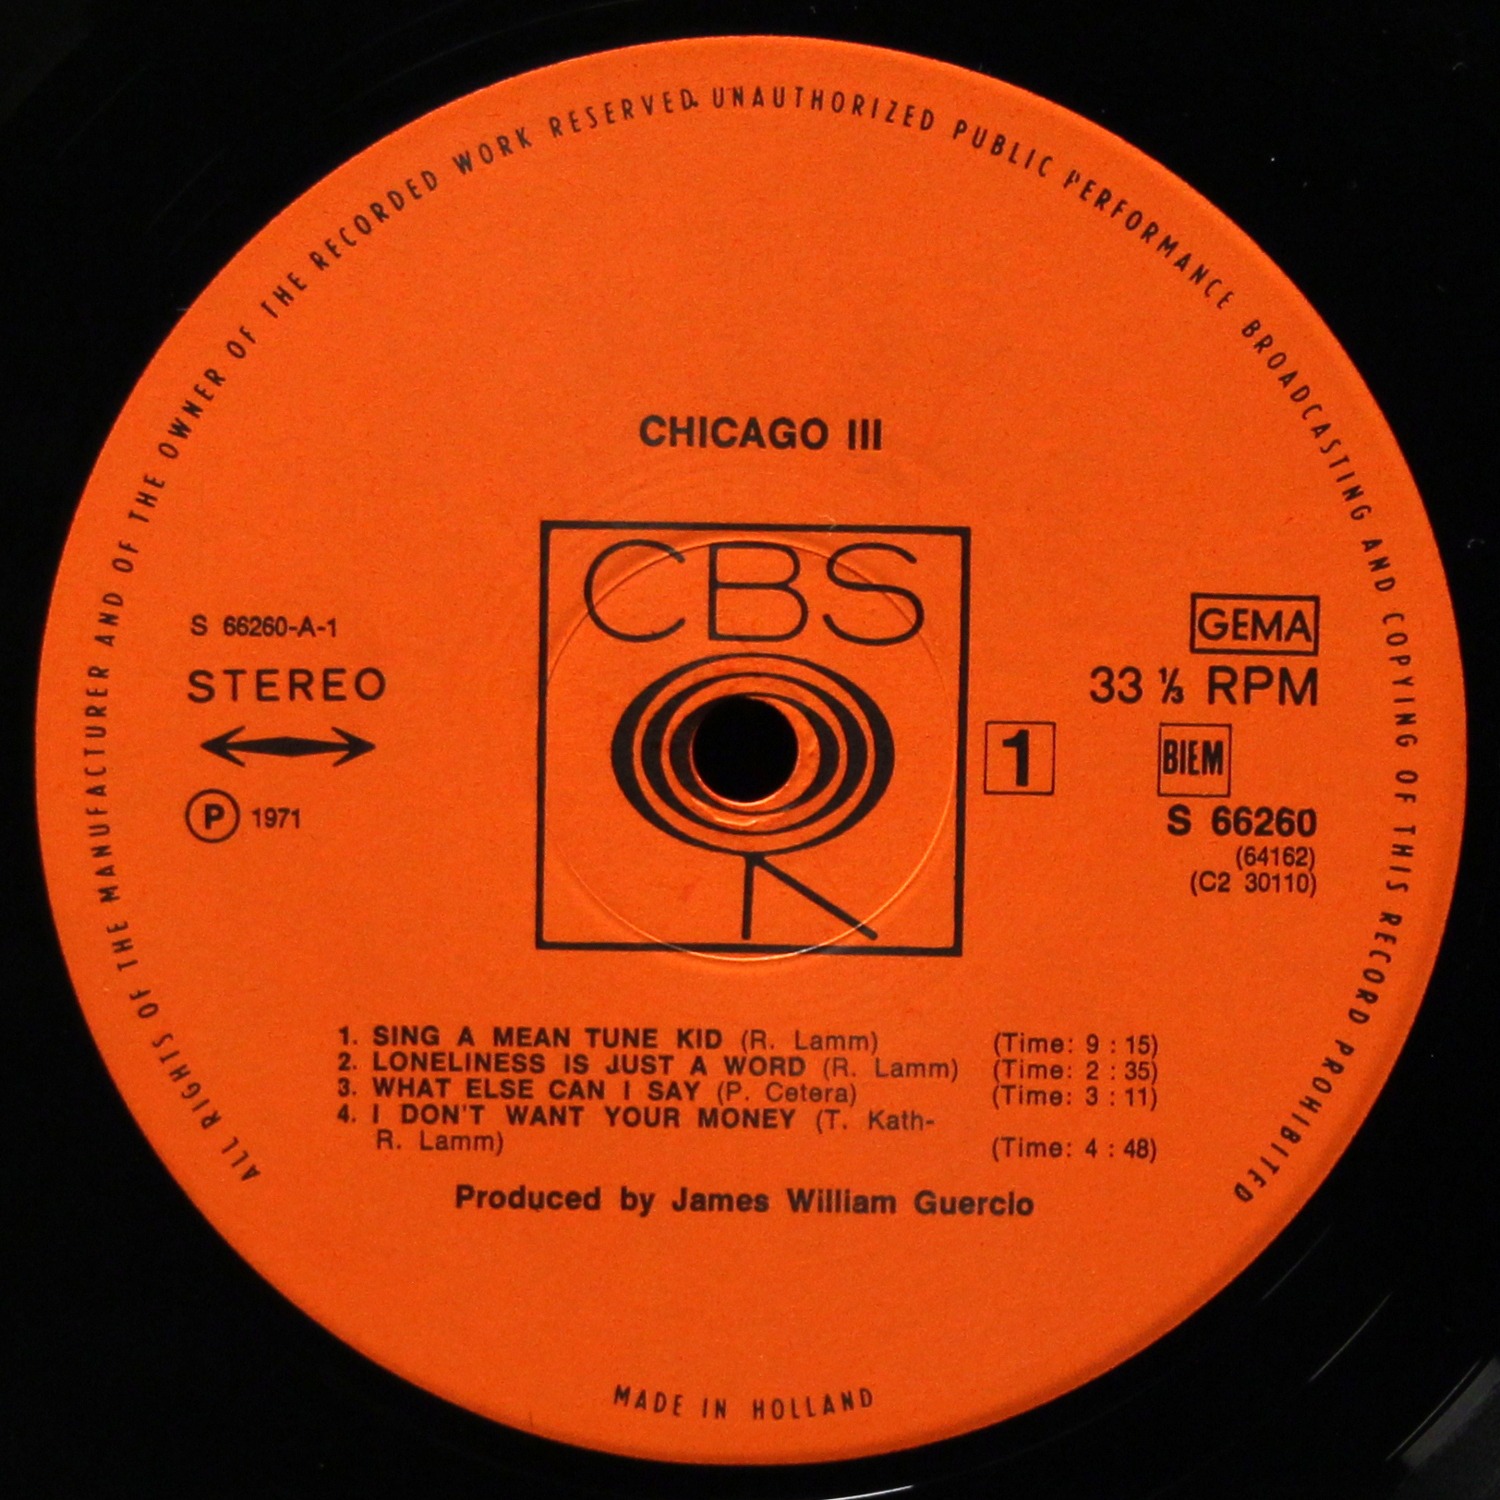 ALL RIGHTS OF THE MANUFACTURER AND OF THE OWNER OF THE RECORDED WORK RESERVED. UNAUTHORIZED PUBLIC PERFORMANCE BROADCASTING AND COPYING OF THIS RECORD PROHIBITED
CHICAGO III
CBS
S 66260-A-1
STEREO
P 1971
1
GEMA
33 ⅓ RPM
BIEM
S 66260
(64162)
(C2 30110)
1. SING A MEAN TUNE KID (R. Lamm) (Time: 9 : 15)
2. LONELINESS IS JUST A WORD (R. Lamm) (Time: 2 : 35)
3. WHAT ELSE CAN I SAY (P. Cetera) (Time: 3 : 11)
4. I DON'T WANT YOUR MONEY (T. Kath-
R. Lamm) (Time: 4 : 48)
Produced by James William Guercio
MADE IN HOLLAND